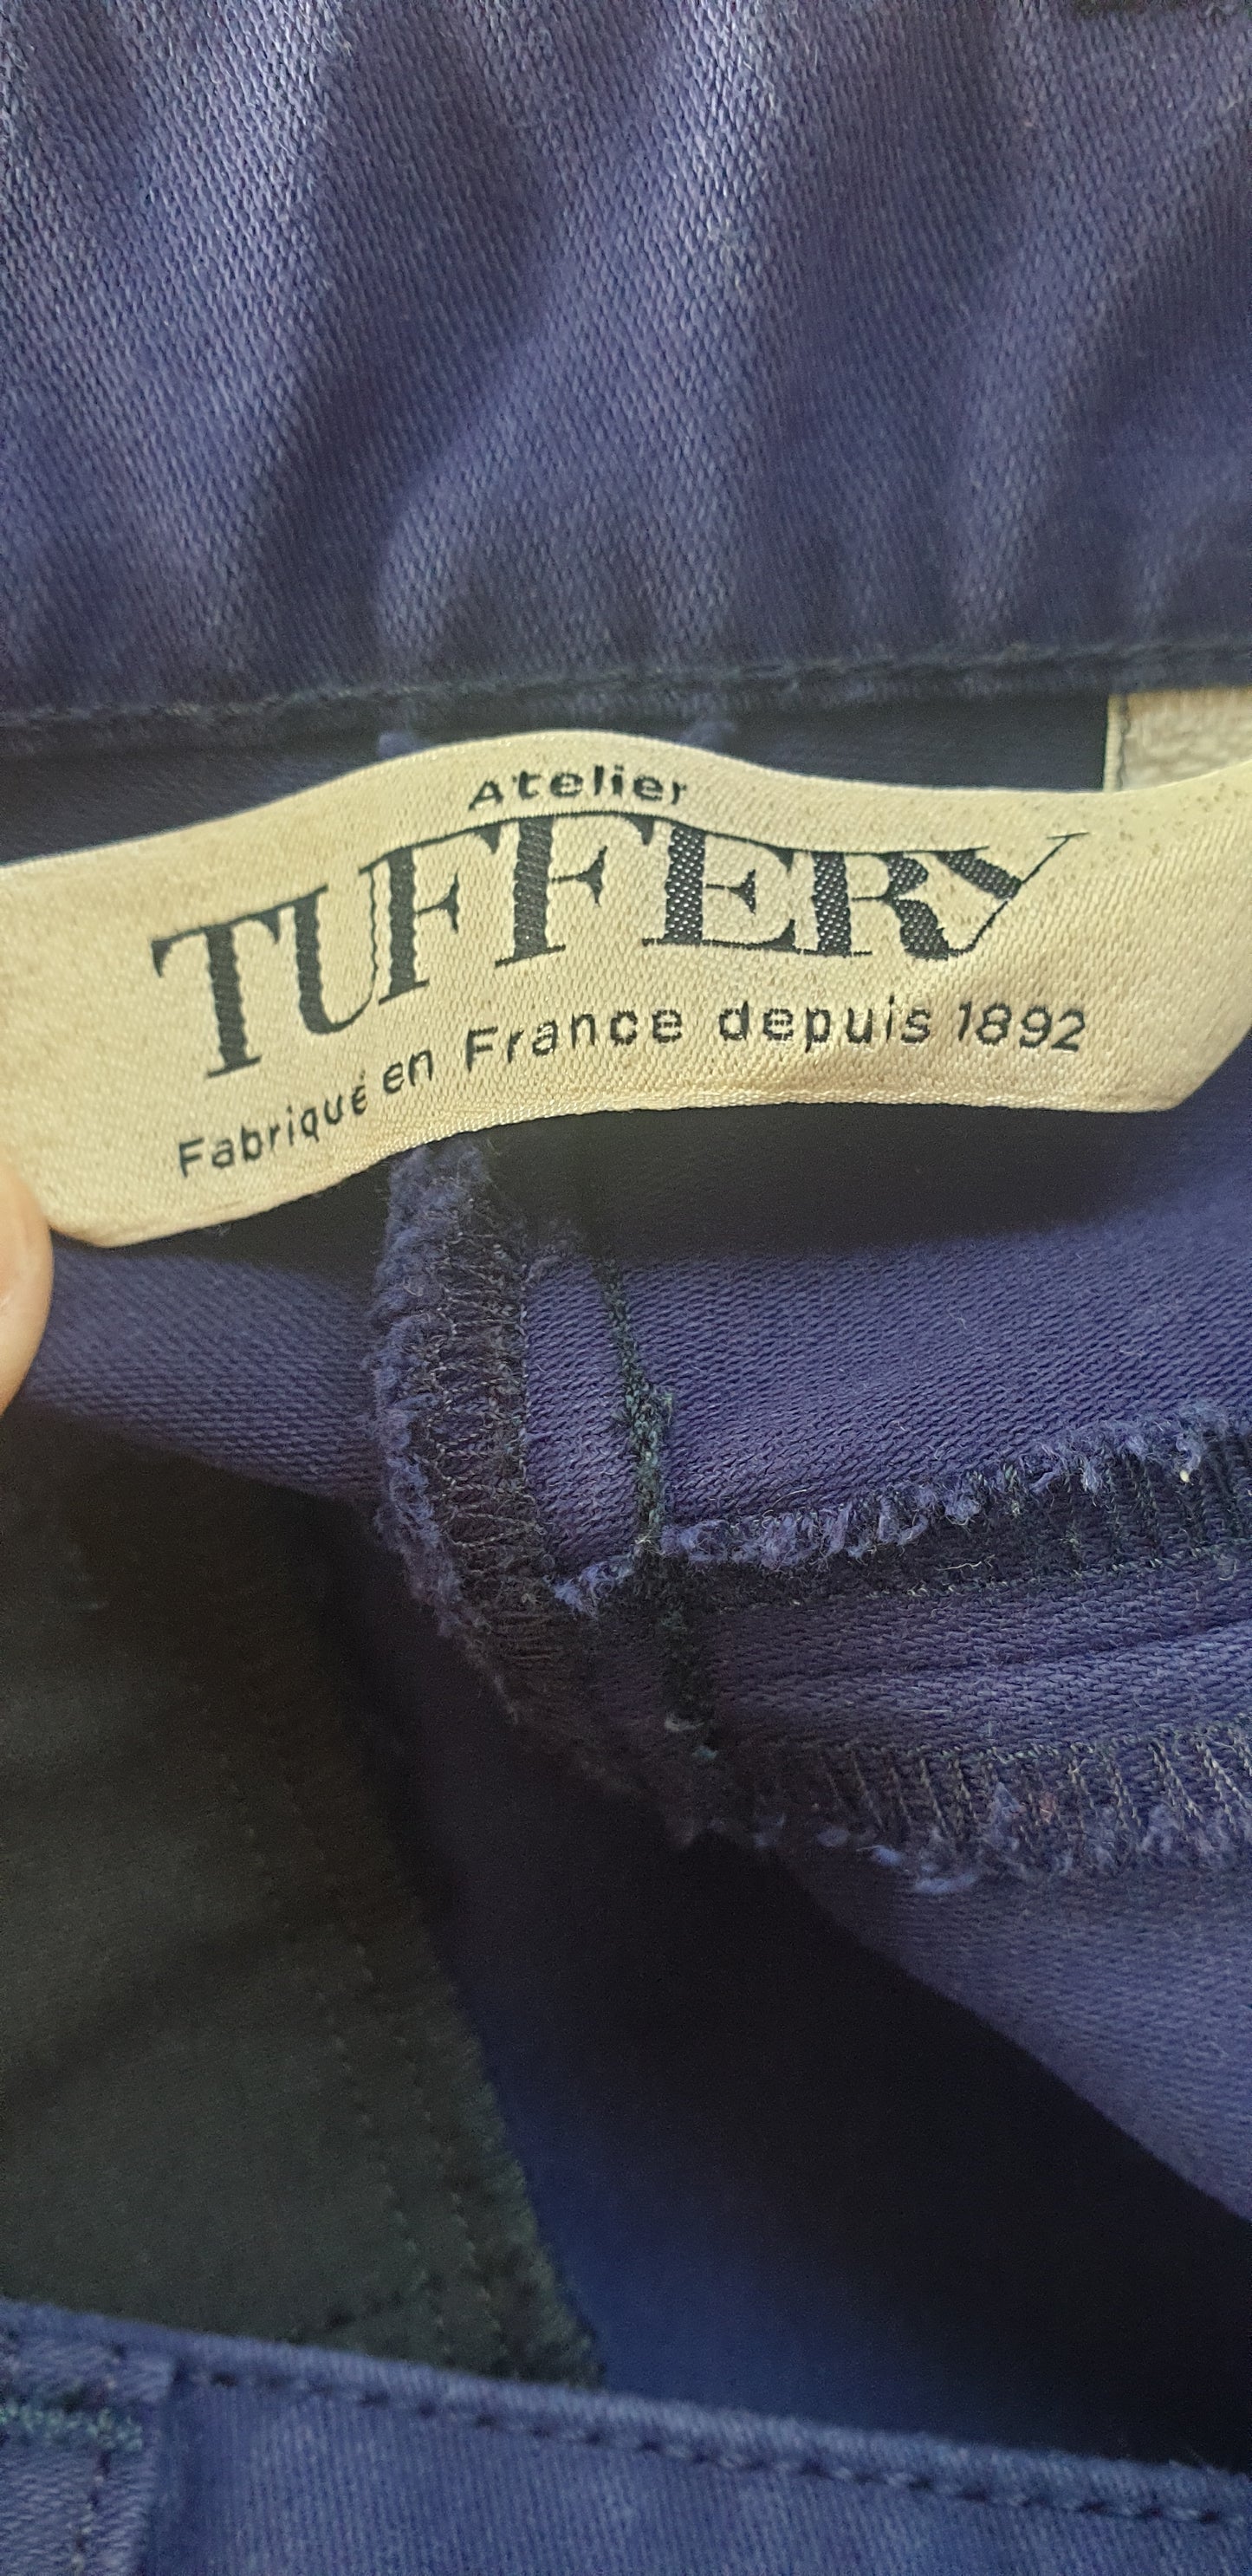 Atelier
TUFFERY
Fabriqué en France depuis 1892